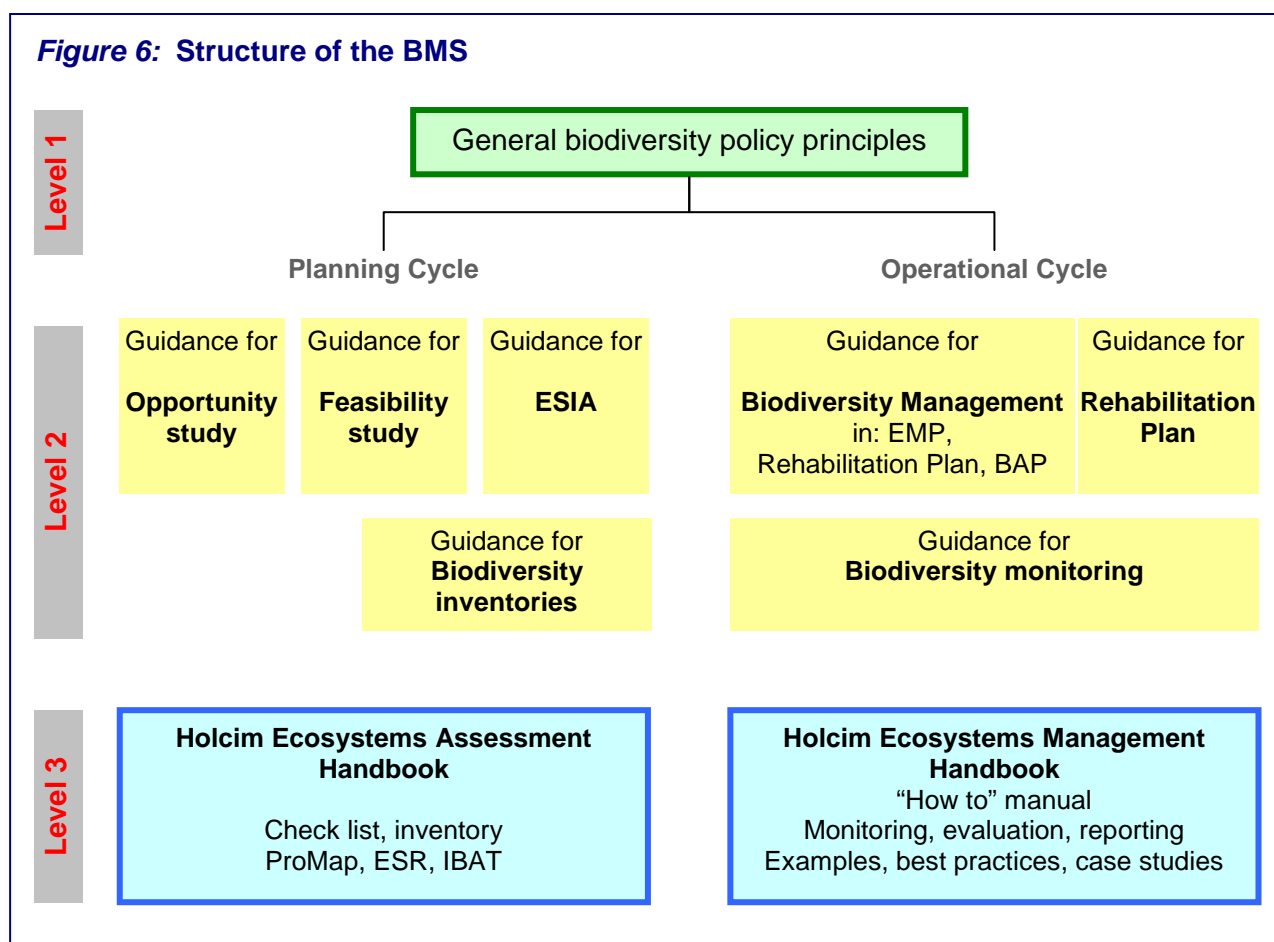 Figure 6: Structure of the BMS
Level 1
General biodiversity policy principles
Planning Cycle
Operational Cycle
Level 2
Guidance for
Opportunity
study
Guidance for
Feasibility
study
Guidance for
ESIA
Guidance for
Biodiversity Management
in: EMP,
Rehabilitation Plan, BAP
Guidance for
Rehabilitation
Plan
Guidance for
Biodiversity
inventories
Guidance for
Biodiversity monitoring
Level 3
Holcim Ecosystems Assessment
Handbook
Check list, inventory
ProMap, ESR, IBAT
Holcim Ecosystems Management
Handbook
“How to” manual
Monitoring, evaluation, reporting
Examples, best practices, case studies